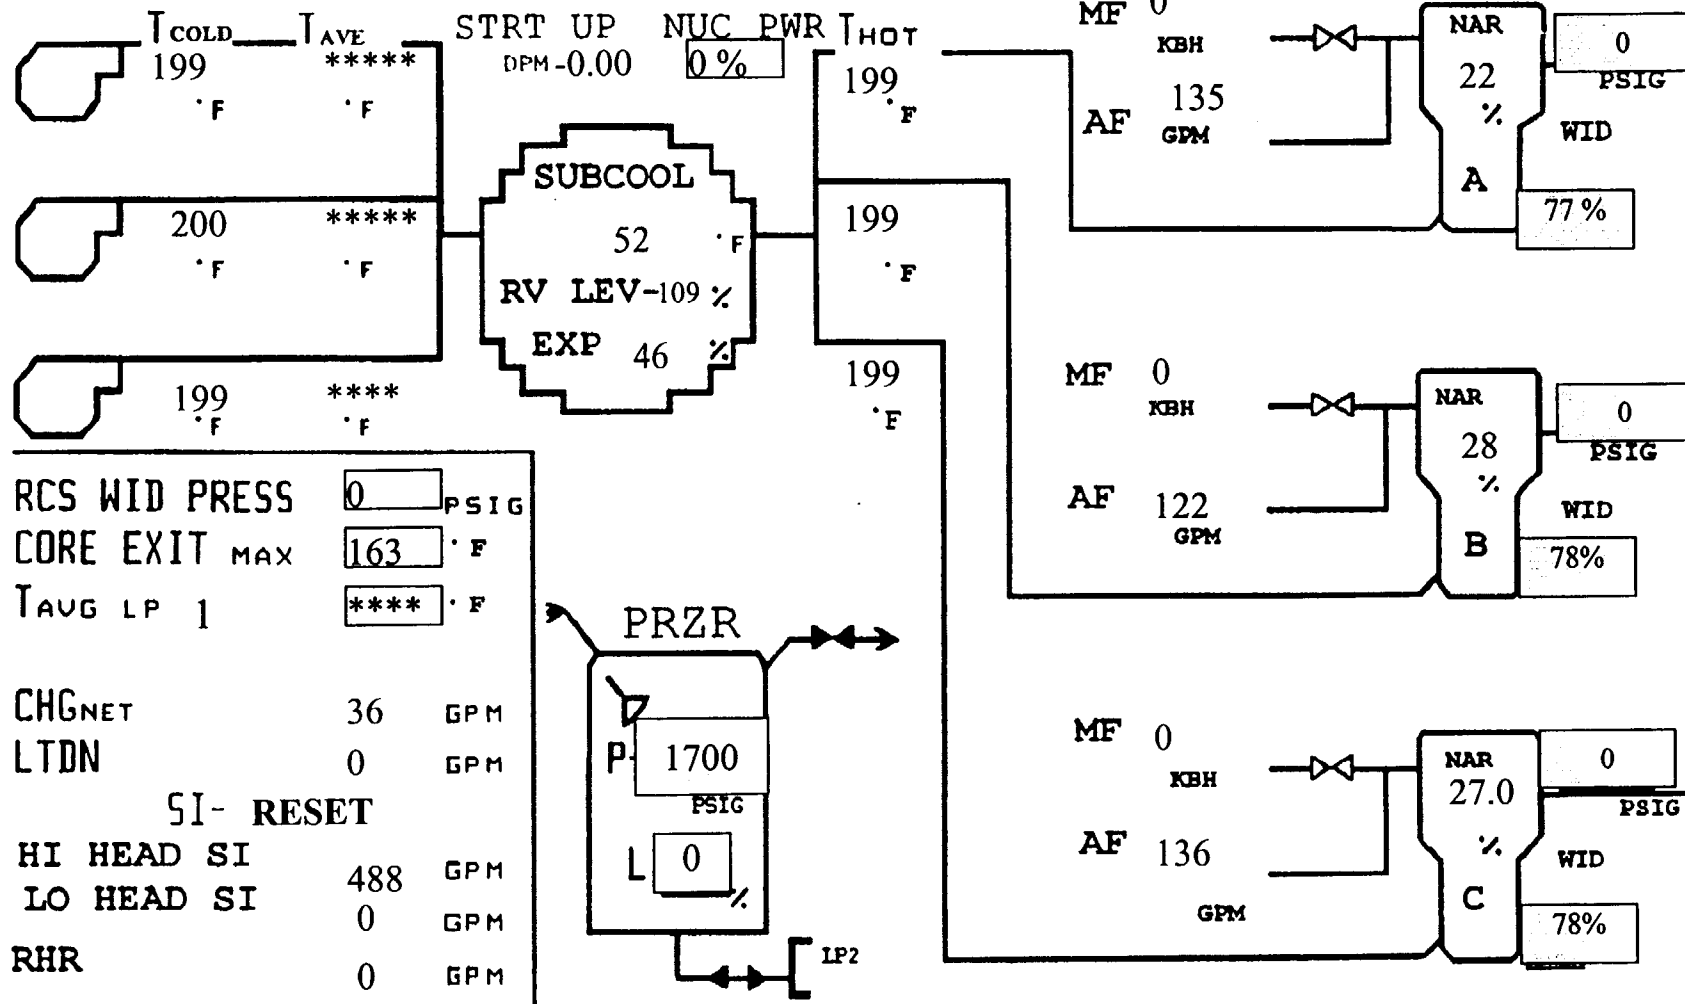 TCOLD TAVE STRT UP NUC PWR THOT
199 ***** DPM -0.00 0 % 199
°F °F °F
200 ***** 199
°F °F °F
199 **** 199
°F °F °F
SUBCOOL
52 °F
RV LEV-109 %
EXP 46 %
MF 0
KBH
AF 135
GPM
NAR
22
%
A
0
PSIG
WID
77 %
MF 0
KBH
AF 122
GPM
NAR
28
%
B
0
PSIG
WID
78%
MF 0
KBH
AF 136
GPM
NAR
27.0
%
C
0
PSIG
WID
78%
RCS WID PRESS 0 PSIG
CORE EXIT MAX 163 °F
TAVG LP 1 **** °F
CHGNET 36 GPM
LTDN 0 GPM
SI- RESET
HI HEAD SI 488 GPM
LO HEAD SI 0 GPM
RHR 0 GPM
PRZR
P 1700
PSIG
L 0
%
LP2